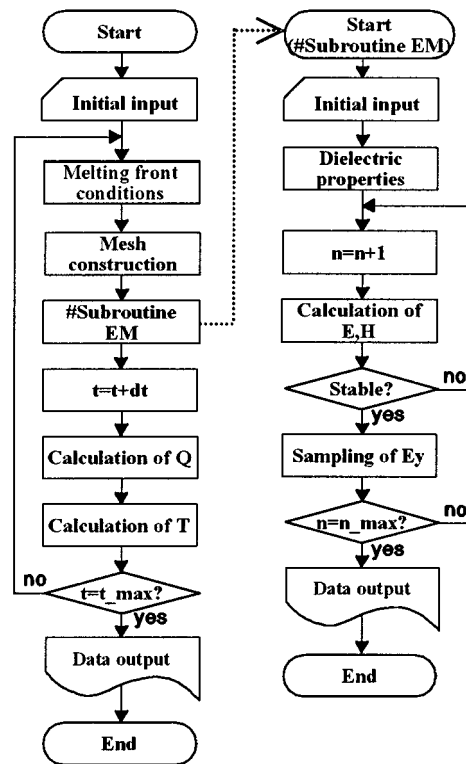 Start
Initial input
Melting front
conditions
Mesh
construction
#Subroutine
EM
t=t+dt
Calculation of Q
Calculation of T
no
t=t_max?
yes
Data output
End
Start
(#Subroutine EM)
Initial input
Dielectric
properties
n=n+1
Calculation of
E,H
no
Stable?
yes
Sampling of Ey
no
n=n_max?
yes
Data output
End